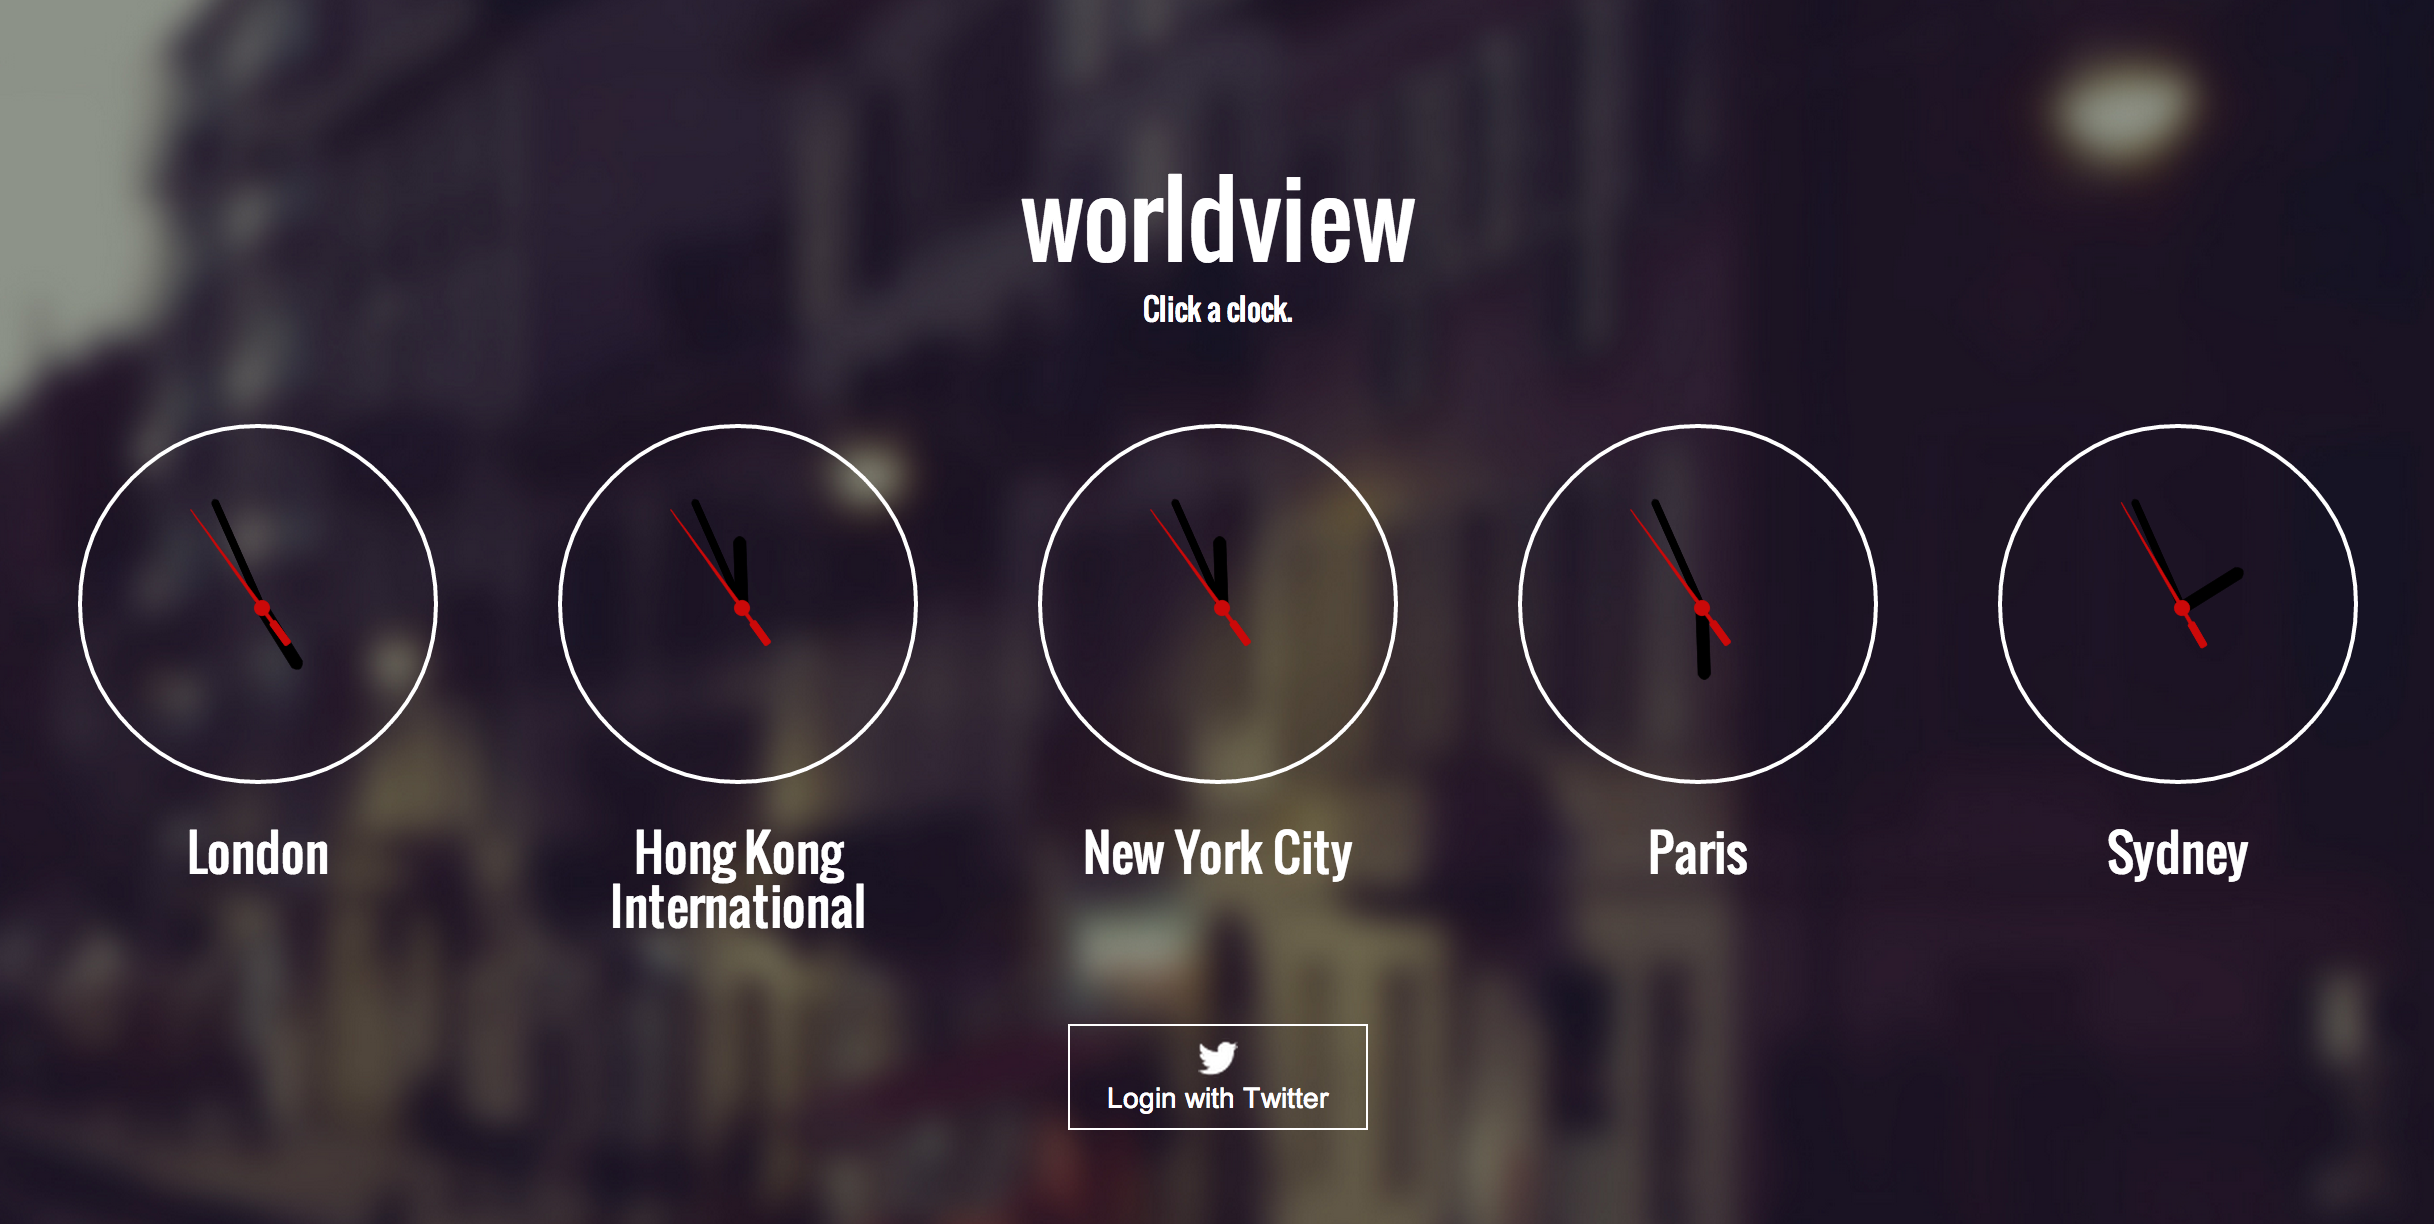 worldview
Click a clock.
London
Hong Kong
International
New York City
Paris
Sydney
Login with Twitter